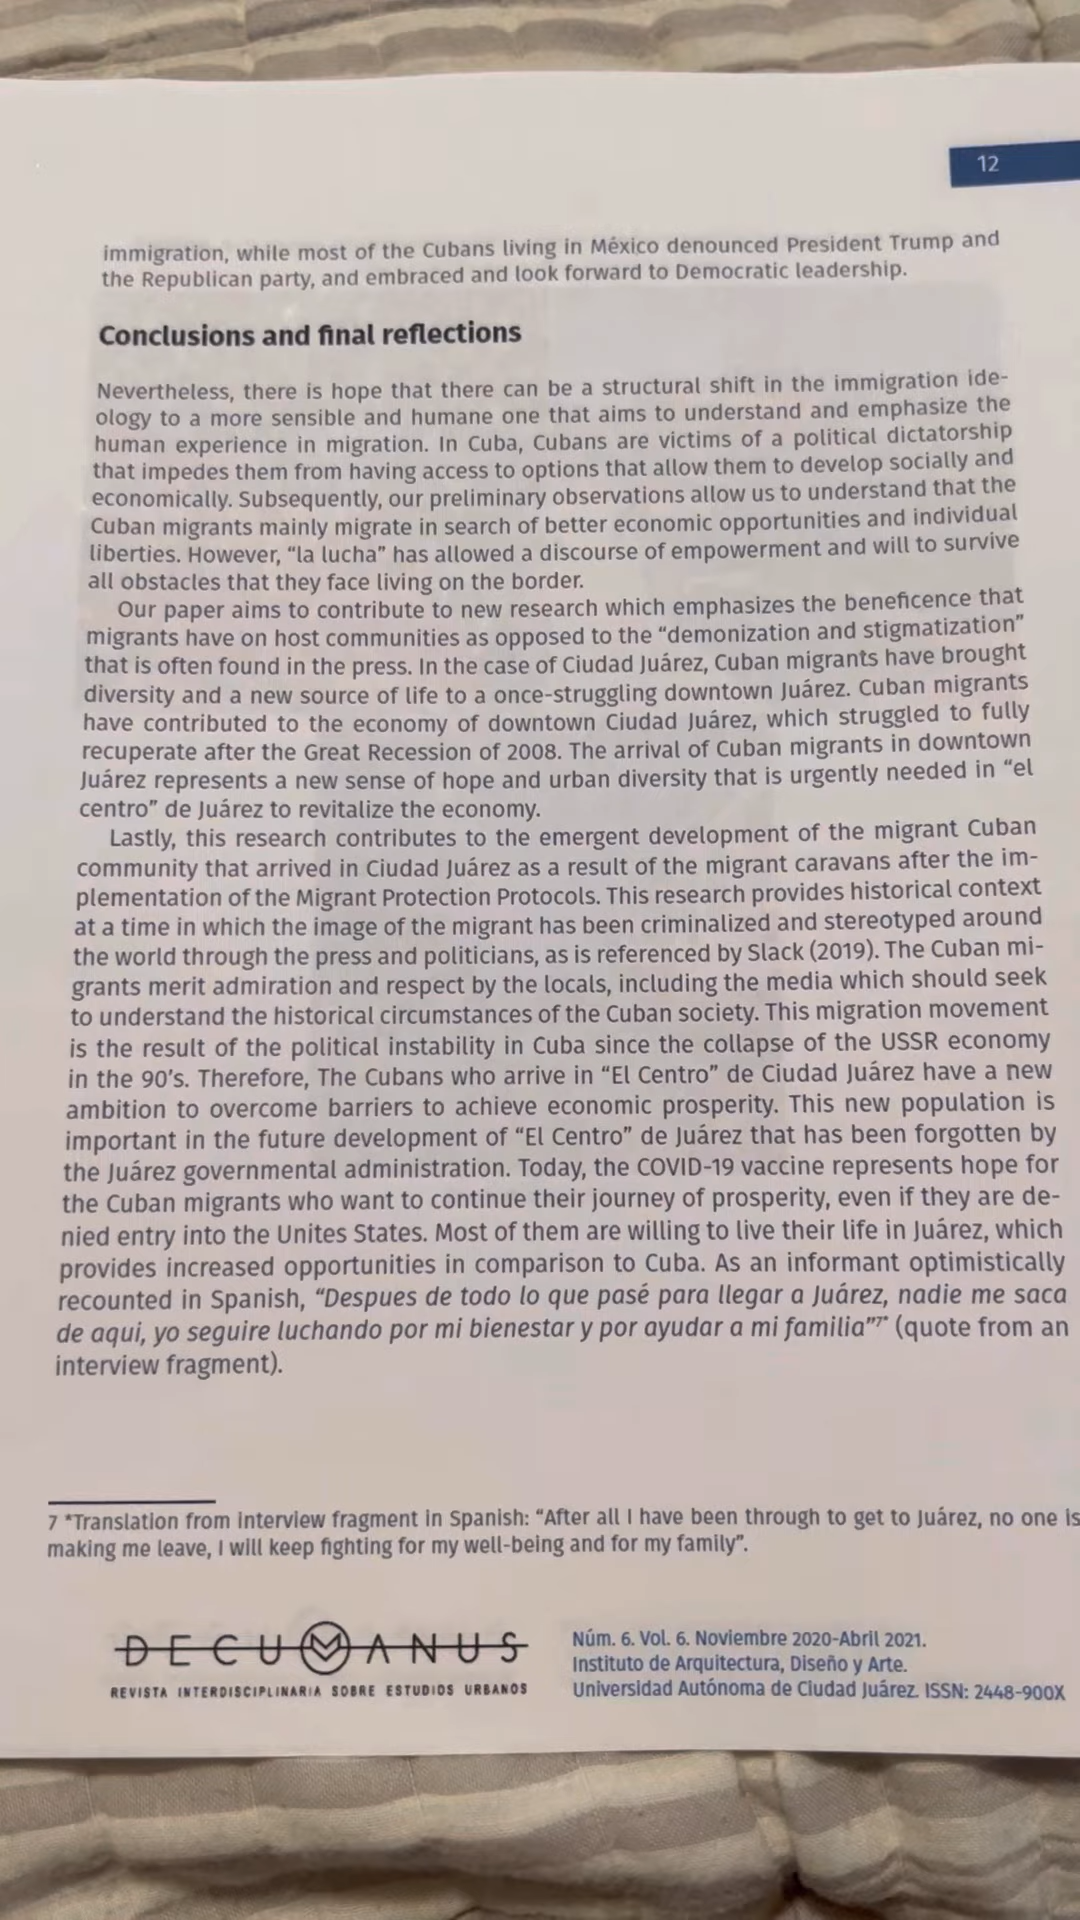 12
immigration, while most of the Cubans living in México denounced President Trump and
the Republican party, and embraced and look forward to Democratic leadership.
Conclusions and final reflections
Nevertheless, there is hope that there can be a structural shift in the immigration ide-
ology to a more sensible and humane one that aims to understand and emphasize the
human experience in migration. In Cuba, Cubans are victims of a political dictatorship
that impedes them from having access to options that allow them to develop socially and
economically. Subsequently, our preliminary observations allow us to understand that the
Cuban migrants mainly migrate in search of better economic opportunities and individual
liberties. However, “la lucha” has allowed a discourse of empowerment and will to survive
all obstacles that they face living on the border.
Our paper aims to contribute to new research which emphasizes the beneficence that
migrants have on host communities as opposed to the “demonization and stigmatization”
that is often found in the press. In the case of Ciudad Juárez, Cuban migrants have brought
diversity and a new source of life to a once-struggling downtown Juárez. Cuban migrants
have contributed to the economy of downtown Ciudad Juárez, which struggled to fully
recuperate after the Great Recession of 2008. The arrival of Cuban migrants in downtown
Juárez represents a new sense of hope and urban diversity that is urgently needed in “el
centro” de Juárez to revitalize the economy.
Lastly, this research contributes to the emergent development of the migrant Cuban
community that arrived in Ciudad Juárez as a result of the migrant caravans after the im-
plementation of the Migrant Protection Protocols. This research provides historical context
at a time in which the image of the migrant has been criminalized and stereotyped around
the world through the press and politicians, as is referenced by Slack (2019). The Cuban mi-
grants merit admiration and respect by the locals, including the media which should seek
to understand the historical circumstances of the Cuban society. This migration movement
is the result of the political instability in Cuba since the collapse of the USSR economy
in the 90’s. Therefore, The Cubans who arrive in “El Centro” de Ciudad Juárez have a new
ambition to overcome barriers to achieve economic prosperity. This new population is
important in the future development of “El Centro” de Juárez that has been forgotten by
the Juárez governmental administration. Today, the COVID-19 vaccine represents hope for
the Cuban migrants who want to continue their journey of prosperity, even if they are de-
nied entry into the Unites States. Most of them are willing to live their life in Juárez, which
provides increased opportunities in comparison to Cuba. As an informant optimistically
recounted in Spanish, “Despues de todo lo que pasé para llegar a Juárez, nadie me saca
de aqui, yo seguire luchando por mi bienestar y por ayudar a mi familia”7* (quote from an
interview fragment).
7 *Translation from interview fragment in Spanish: “After all I have been through to get to Juárez, no one is
making me leave, I will keep fighting for my well-being and for my family”.
DECUMANUS
REVISTA INTERDISCIPLINARIA SOBRE ESTUDIOS URBANOS
Núm. 6. Vol. 6. Noviembre 2020-Abril 2021.
Instituto de Arquitectura, Diseño y Arte.
Universidad Autónoma de Ciudad Juárez. ISSN: 2448-900X